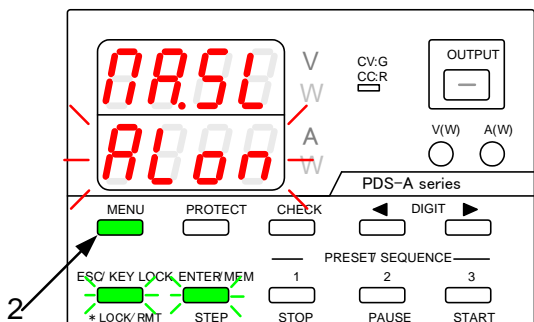 MA.SL
V
W
ALon
A
W
CV:G
CC:R
OUTPUT
V(W) A(W)
PDS-A series
MENU PROTECT CHECK ◀ DIGIT ▶
PRESET/ SEQUENCE
ESC/ KEY LOCK ENTER/MEM 1 2 3
* LOCK/ RMT STEP STOP PAUSE START
2